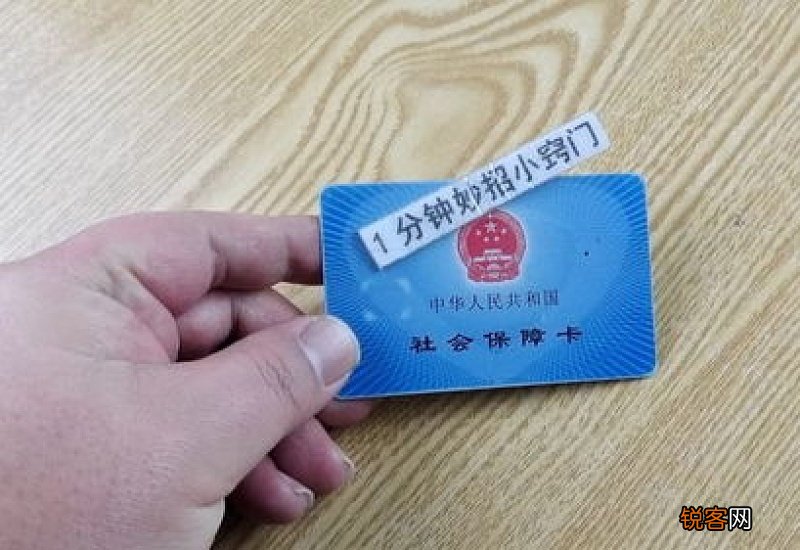 1分钟妙招小窍门
中华人民共和国
社会保障卡
锐客网